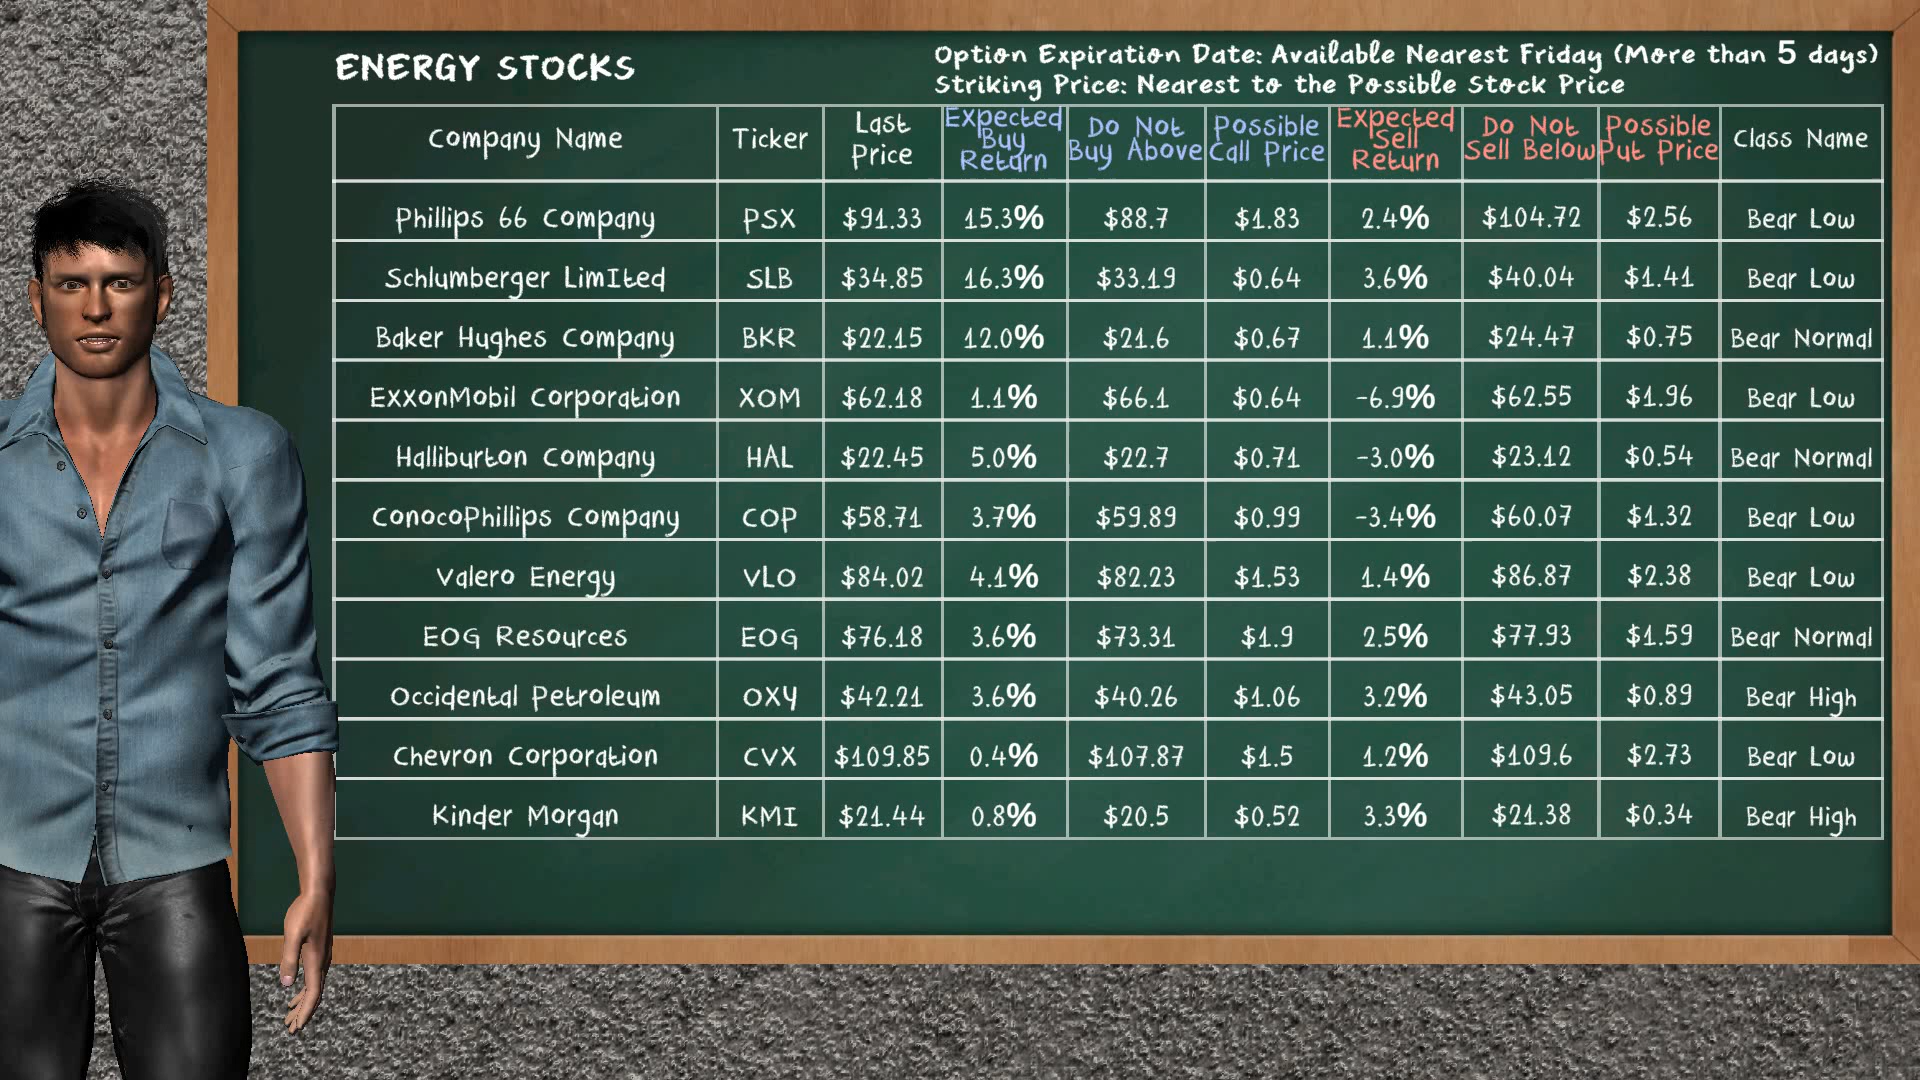 ENERGY STOCKS
Option Expiration Date: Available Nearest Friday (More than 5 days)
Striking Price: Nearest to the Possible Stock Price
Company Name Ticker Last Price Expected Buy Return Do Not Buy Above Possible Call Price Expected Sell Return Do Not Sell Below Possible Put Price Class Name
Phillips 66 Company PSX $91.33 15.3% $88.7 $1.83 2.4% $104.72 $2.56 Bear Low
Schlumberger LimIted SLB $34.85 16.3% $33.19 $0.64 3.6% $40.04 $1.41 Bear Low
Baker Hughes Company BKR $22.15 12.0% $21.6 $0.67 1.1% $24.47 $0.75 Bear Normal
ExxonMobil Corporation XOM $62.18 1.1% $66.1 $0.64 -6.9% $62.55 $1.96 Bear Low
Halliburton Company HAL $22.45 5.0% $22.7 $0.71 -3.0% $23.12 $0.54 Bear Normal
ConocoPhillips Company COP $58.71 3.7% $59.89 $0.99 -3.4% $60.07 $1.32 Bear Low
Valero Energy VLO $84.02 4.1% $82.23 $1.53 1.4% $86.87 $2.38 Bear Low
EOG Resources EOG $76.18 3.6% $73.31 $1.9 2.5% $77.93 $1.59 Bear Normal
Occidental Petroleum OXY $42.21 3.6% $40.26 $1.06 3.2% $43.05 $0.89 Bear High
Chevron Corporation CVX $109.85 0.4% $107.87 $1.5 1.2% $109.6 $2.73 Bear Low
Kinder Morgan KMI $21.44 0.8% $20.5 $0.52 3.3% $21.38 $0.34 Bear High